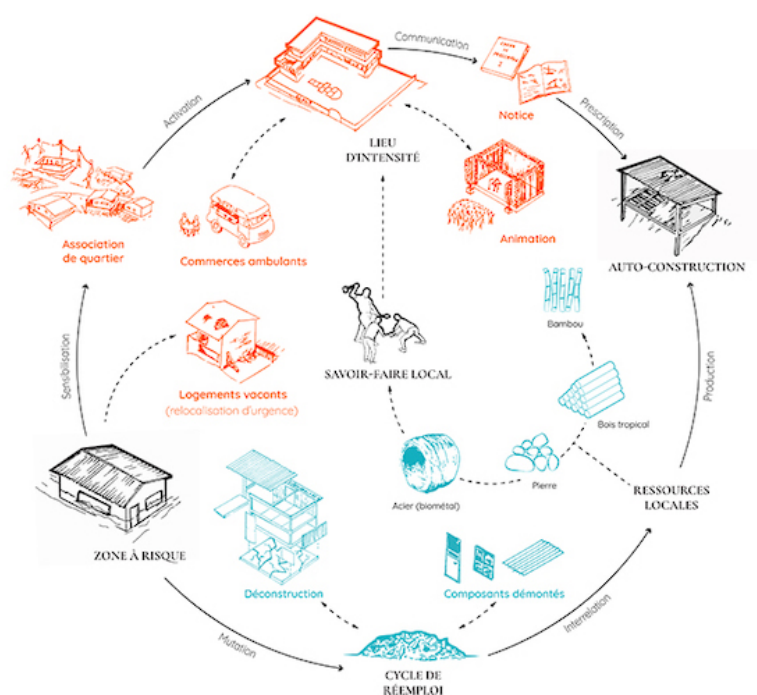 Communication
Activation
Notice
Prescription
LIEU
D'INTENSITÉ
Association
de quartier
Commerces ambulants
Animation
AUTO-CONSTRUCTION
Bambou
Sensibilisation
Logements vacants
(relocalisation d'urgence)
SAVOIR-FAIRE LOCAL
Production
Bois tropical
Acier (biométal)
Pierre
RESSOURCES
LOCALES
ZONE À RISQUE
Déconstruction
Composants démontés
Mutation
Interrelation
CYCLE DE
RÉEMPLOI